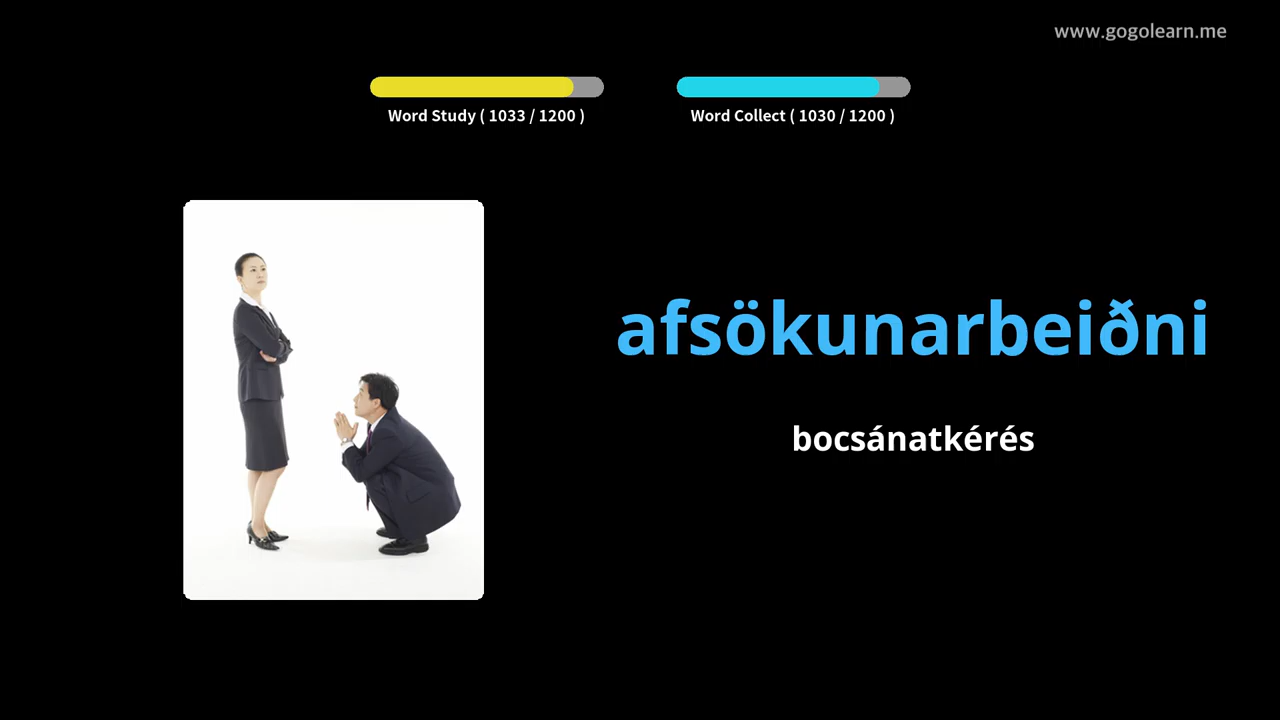 www.gogolearn.me
Word Study ( 1033 / 1200 )
Word Collect ( 1030 / 1200 )
afsökunarbeiðni
bocsánatkérés